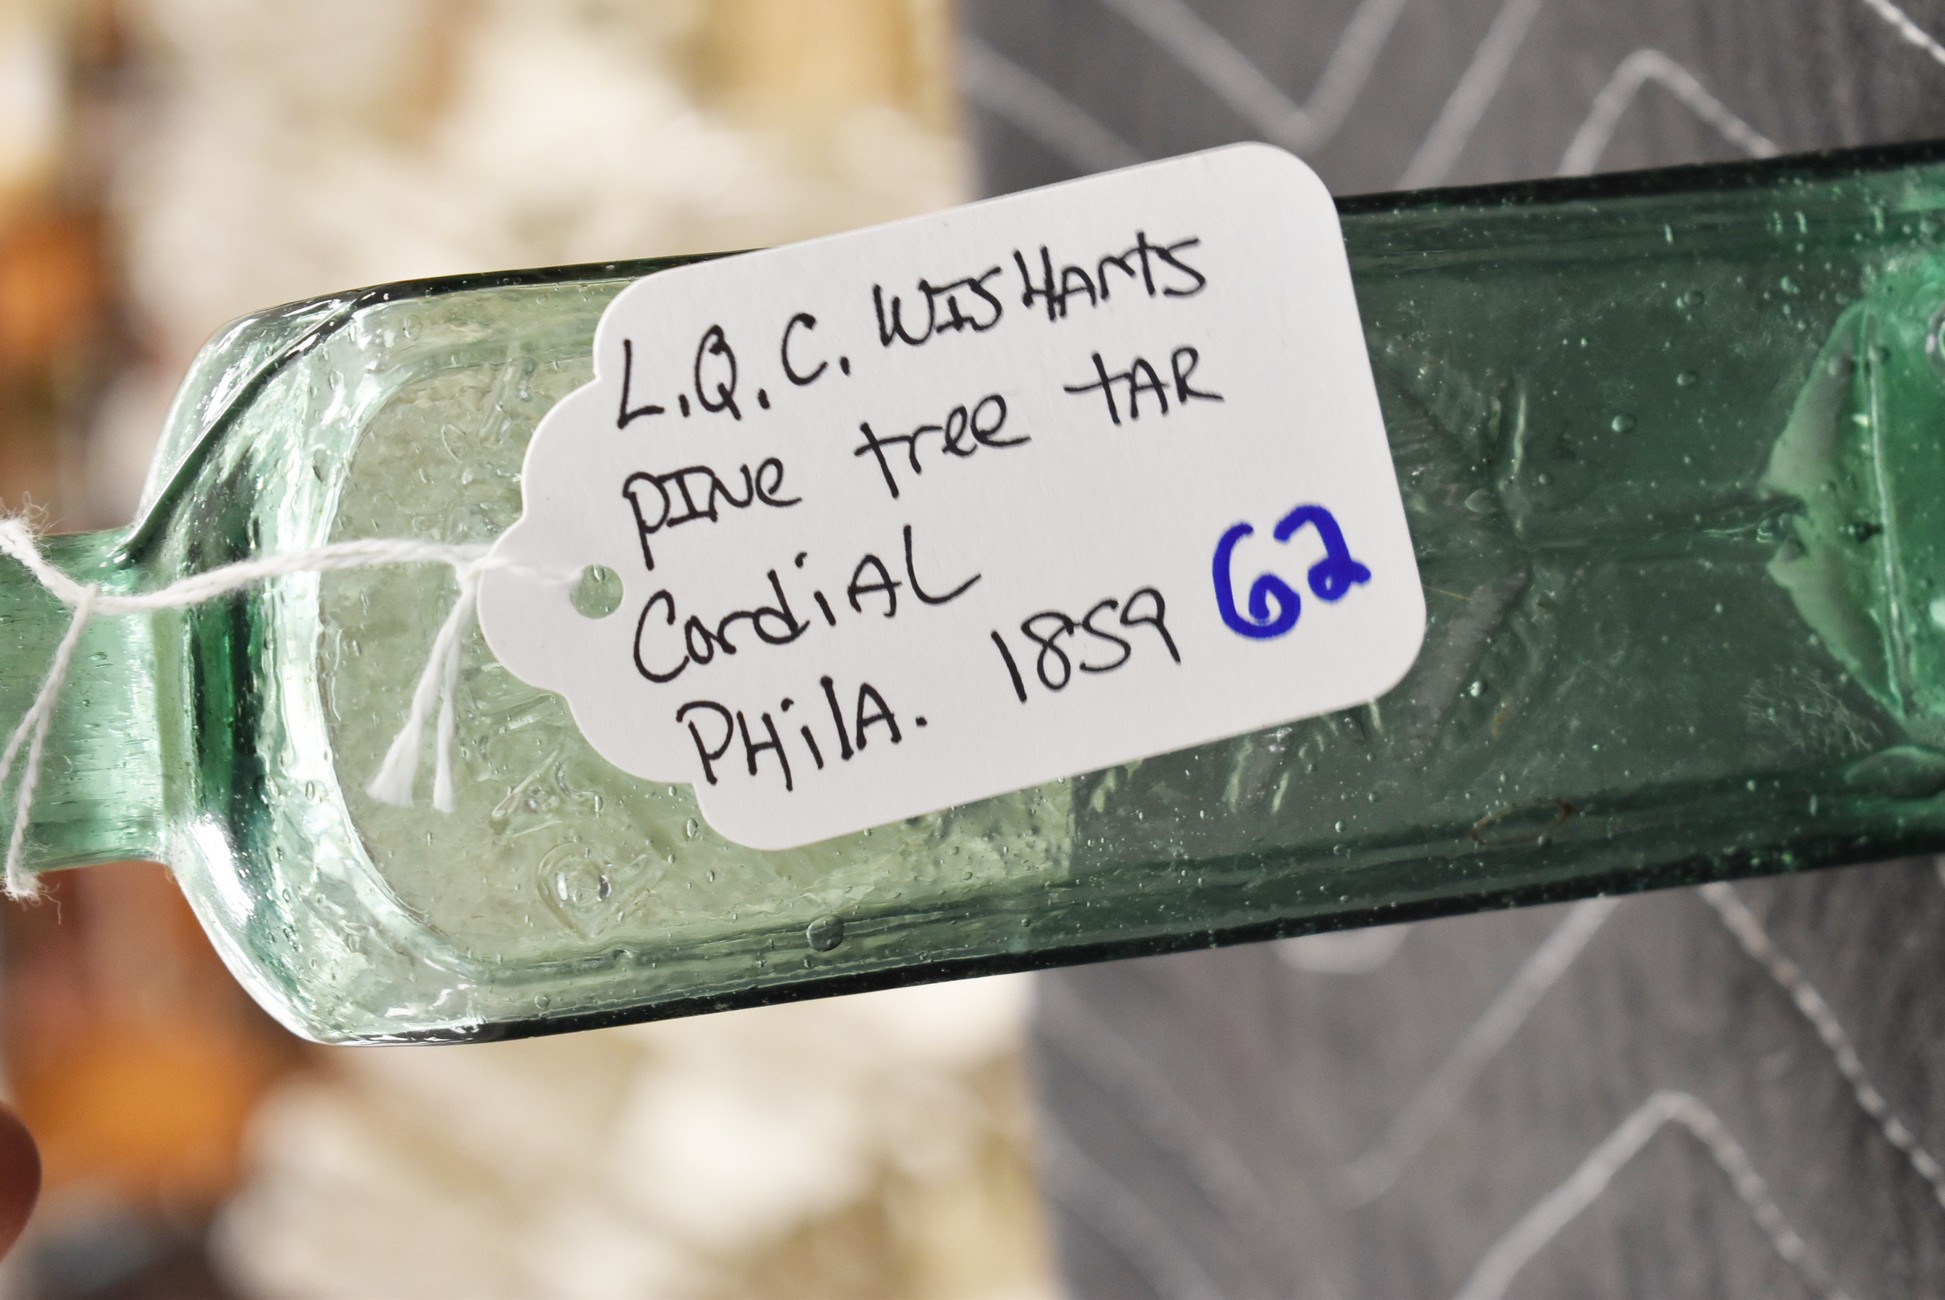 L.Q.C. WISHArts
PINe tree tAR
CordiAL
PHilA. 1859 62